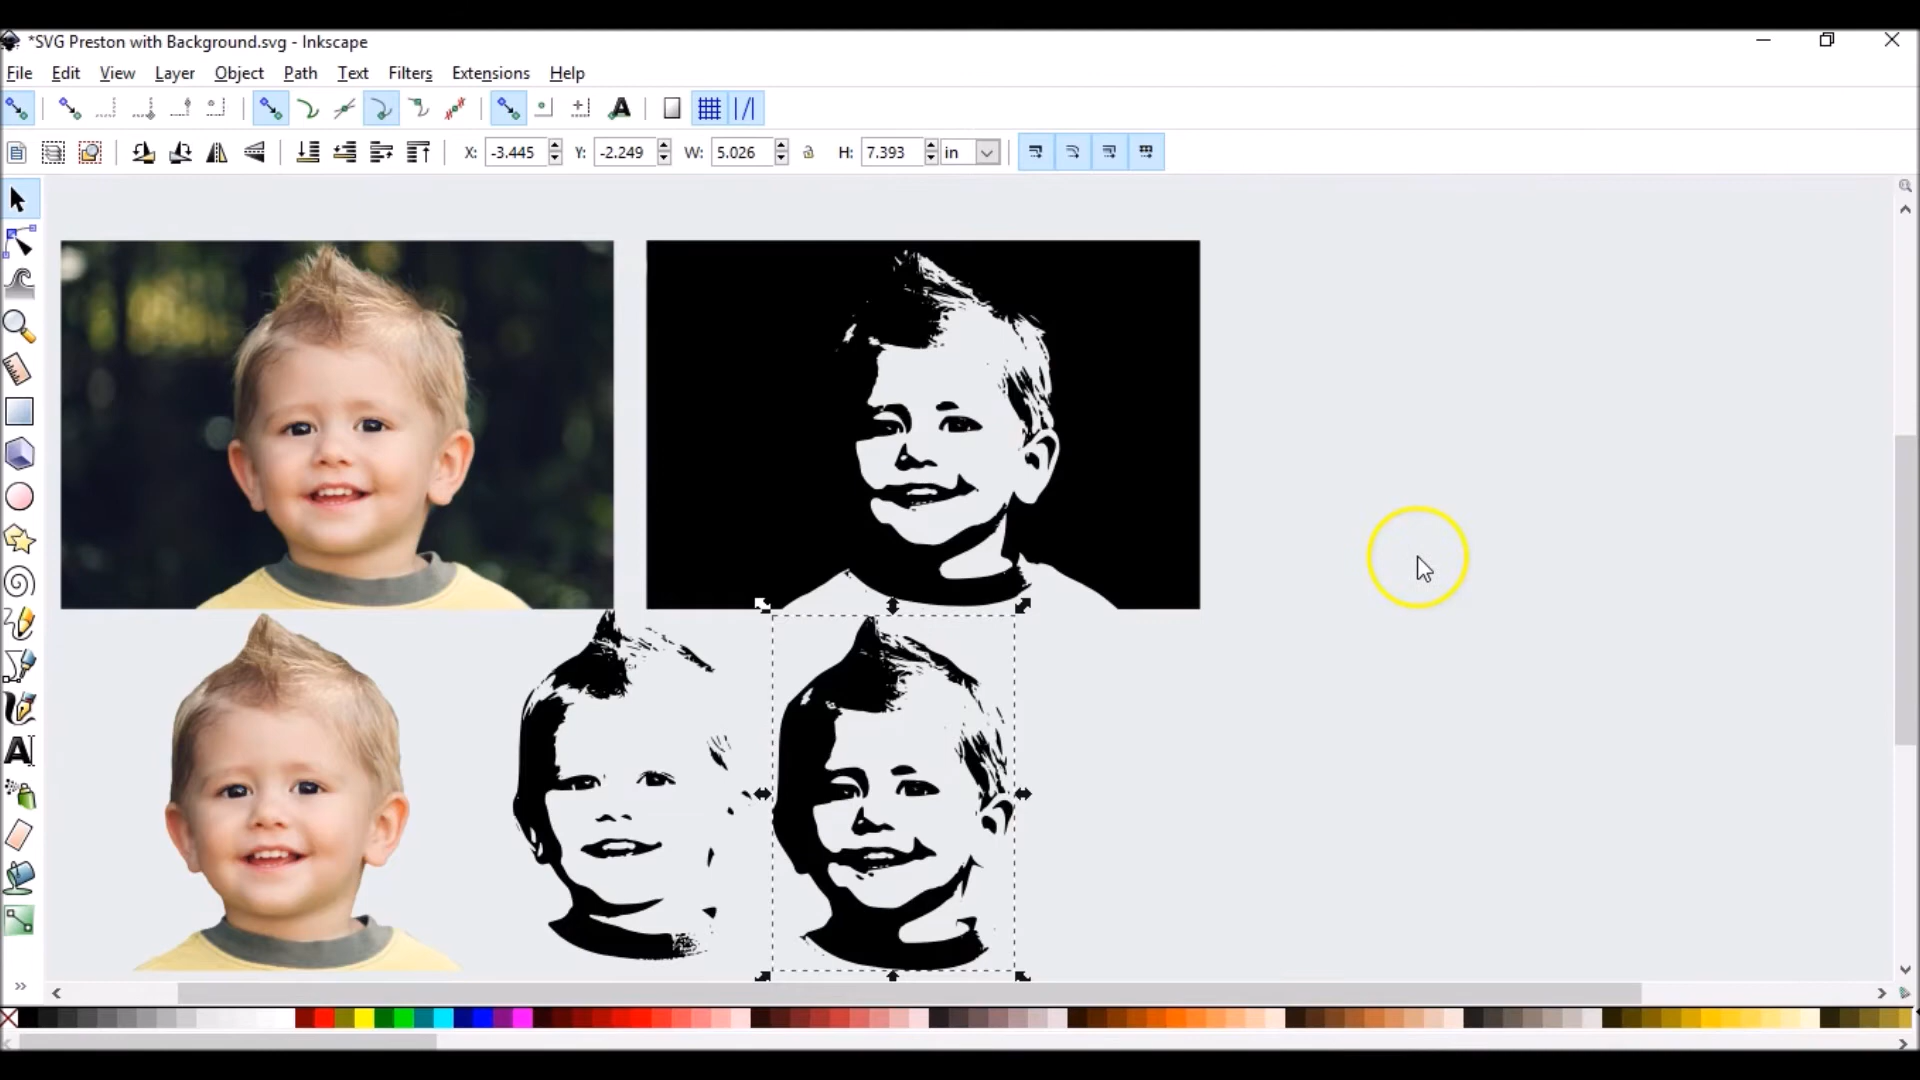 *SVG Preston with Background.svg - Inkscape
File Edit View Layer Object Path Text Filters Extensions Help
X: -3.445 Y: -2.249 W: 5.026 H: 7.393 in